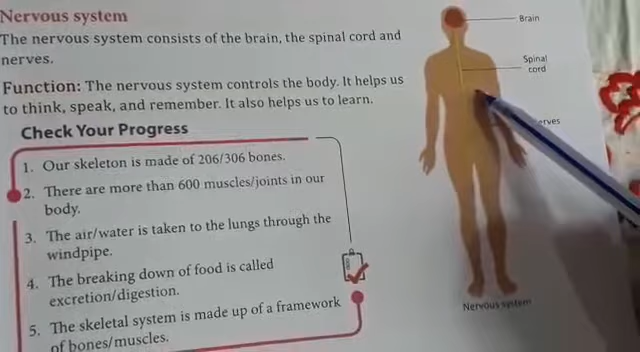 Nervous system
The nervous system consists of the brain, the spinal cord and
nerves.
Function: The nervous system controls the body. It helps us
to think, speak, and remember. It also helps us to learn.
Check Your Progress
1. Our skeleton is made of 206/306 bones.
2. There are more than 600 muscles/joints in our
body.
3. The air/water is taken to the lungs through the
windpipe.
4. The breaking down of food is called
excretion/digestion.
5. The skeletal system is made up of a framework
of bones/muscles.
Brain
Spinal
cord
Nervous system